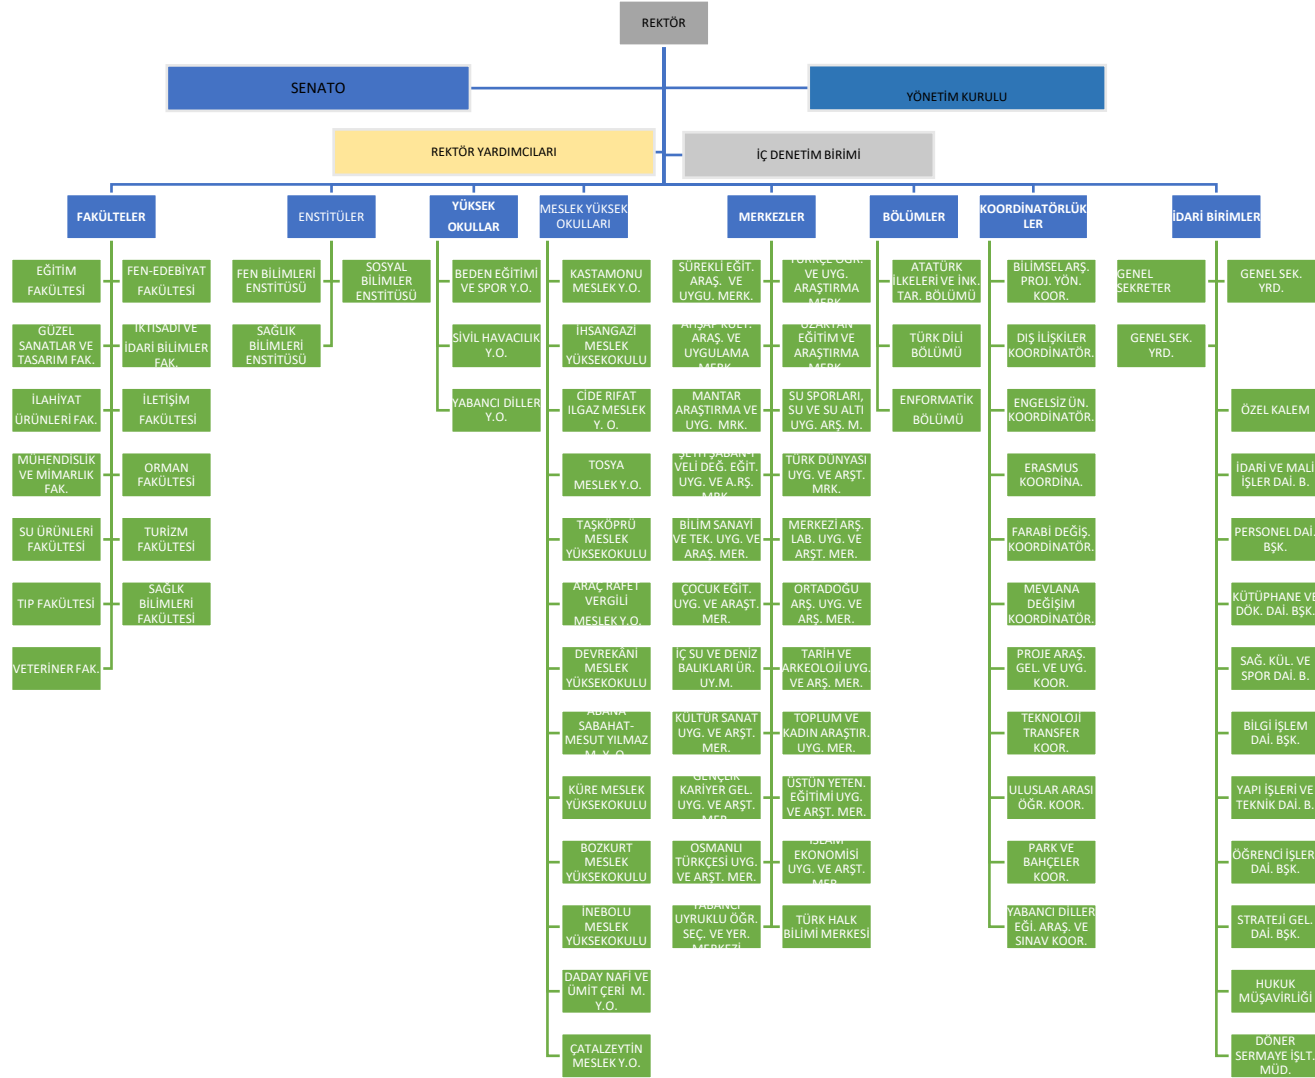 REKTÖR
SENATO
YÖNETİM KURULU
REKTÖR YARDIMCILARI
İÇ DENETİM BİRİMİ
FAKÜLTELER
EĞİTİM
FAKÜLTESİ
FEN-EDEBİYAT
FAKÜLTESİ
GÜZEL
SANATLAR VE
TASARIM FAK.
İKTİSADİ VE
İDARİ BİLİMLER
FAK.
İLAHİYAT
ÜRÜNLERİ FAK.
İLETİŞİM
FAKÜLTESİ
MÜHENDİSLİK
VE MİMARLIK
FAK.
ORMAN
FAKÜLTESİ
SU ÜRÜNLERİ
FAKÜLTESİ
TURİZM
FAKÜLTESİ
TIP FAKÜLTESİ
SAĞLK
BİLİMLERİ
FAKÜLTESİ
VETERİNER FAK.
ENSTİTÜLER
FEN BİLİMLERİ
ENSTİTÜSÜ
SOSYAL
BİLİMLER
ENSTİTÜSÜ
SAĞLIK
BİLİMLERİ
ENSTİTÜSÜ
YÜKSEK
OKULLAR
BEDEN EĞİTİMİ
VE SPOR Y.O.
SİVİL HAVACILIK
Y.O.
YABANCI DİLLER
Y.O.
MESLEK YÜKSEK
OKULLARI
KASTAMONU
MESLEK Y.O.
İHSANGAZİ
MESLEK
YÜKSEKOKULU
CİDE RIFAT
ILGAZ MESLEK
Y. O.
TOSYA
MESLEK Y.O.
TAŞKÖPRÜ
MESLEK
YÜKSEKOKULU
ARAÇ RAFET
VERGİLİ
MESLEK Y.O.
DEVREKÂNİ
MESLEK
YÜKSEKOKULU
ABANA
SABAHAT-
MESUT YILMAZ
M. Y. O.
KÜRE MESLEK
YÜKSEKOKULU
BOZKURT
MESLEK
YÜKSEKOKULU
İNEBOLU
MESLEK
YÜKSEKOKULU
DADAY NAFİ VE
ÜMİT ÇERİ M.
Y.O.
ÇATALZEYTİN
MESLEK Y.O.
MERKEZLER
SÜREKLİ EĞİT.
ARAŞ. VE
UYGU. MERK.
TÜRKÇE ÖĞR.
VE UYG.
ARAŞTIRMA
MERK.
AHŞAP KÜLT.
ARAŞ. VE
UYGULAMA
MERK.
UZAKTAN
EĞİTİM VE
ARAŞTIRMA
MERK.
MANTAR
ARAŞTIRMA VE
UYG. MRK.
SU SPORLARI,
SU VE SU ALTI
UYG. ARŞ. M.
ŞEYH ŞABAN-I
VELİ DEĞ. EĞİT.
UYG. VE A.RŞ.
MRK.
TÜRK DÜNYASI
UYG. VE ARŞT.
MRK.
BİLİM SANAYİ
VE TEK. UYG. VE
ARAŞ. MER.
MERKEZİ ARŞ.
LAB. UYG. VE
ARŞT. MER.
ÇOCUK EĞİT.
UYG. VE ARAŞT.
MER.
ORTADOĞU
ARŞ. UYG. VE
ARŞ. MER.
İÇ SU VE DENİZ
BALIKLARI ÜR.
UY.M.
TARİH VE
ARKEOLOJİ UYG.
VE ARŞ. MER.
KÜLTÜR SANAT
UYG. VE ARŞT.
MER.
TOPLUM VE
KADIN ARAŞTIR.
UYG. MER.
GENÇLİK
KARİYER GEL.
UYG. VE ARŞT.
MER.
ÜSTÜN YETEN.
EĞİTİMİ UYG.
VE ARŞT. MER.
OSMANLI
TÜRKÇESİ UYG.
VE ARŞT. MER.
İSLAM
EKONOMİSİ
UYG. VE ARŞT.
MER.
YABANCI
UYRUKLU ÖĞR.
SEÇ. VE YER.
MERKEZİ
TÜRK HALK
BİLİMİ MERKESİ
BÖLÜMLER
ATATÜRK
İLKELERİ VE İNK.
TAR. BÖLÜMÜ
TÜRK DİLİ
BÖLÜMÜ
ENFORMATİK
BÖLÜMÜ
KOORDİNATÖRLÜK
LER
BİLİMSEL ARŞ.
PROJ. YÖN.
KOOR.
DIŞ İLİŞKİLER
KOORDİNATÖR.
ENGELSİZ ÜN.
KOORDİNATÖR.
ERASMUS
KOORDİNA.
FARABİ DEĞİŞ.
KOORDİNATÖR.
MEVLANA
DEĞİŞİM
KOORDİNATÖR.
PROJE ARAŞ.
GEL. VE UYG.
KOOR.
TEKNOLOJİ
TRANSFER
KOOR.
ULUSLAR ARASI
ÖĞR. KOOR.
PARK VE
BAHÇELER
KOOR.
YABANCI DİLLER
EĞİ. ARAŞ. VE
SINAV KOOR.
İDARİ BİRİMLER
GENEL
SEKRETER
GENEL SEK.
YRD.
GENEL SEK.
YRD.
ÖZEL KALEM
İDARİ VE MALİ
İŞLER DAİ. B.
PERSONEL DAİ.
BŞK.
KÜTÜPHANE VE
DÖK. DAİ. BŞK.
SAĞ. KÜL. VE
SPOR DAİ. B.
BİLGİ İŞLEM
DAİ. BŞK.
YAPI İŞLERİ VE
TEKNİK DAİ. B.
ÖĞRENCİ İŞLER
DAİ. BŞK.
STRATEJİ GEL.
DAİ. BŞK.
HUKUK
MÜŞAVİRLİĞİ
DÖNER
SERMAYE İŞLT.
MÜD.